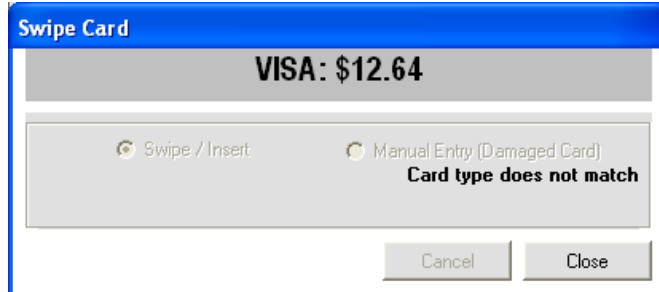 Swipe Card
VISA: $12.64
Swipe / Insert
Manual Entry (Damaged Card)
Card type does not match
Cancel
Close